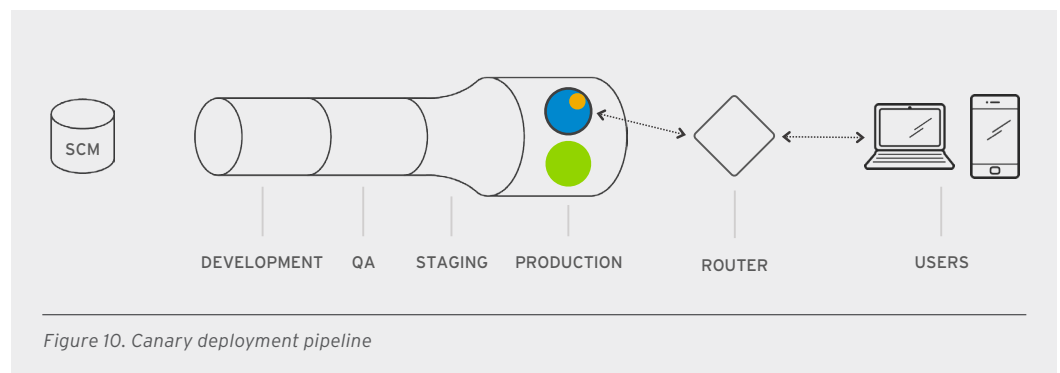 SCM
DEVELOPMENT QA STAGING PRODUCTION ROUTER USERS
Figure 10. Canary deployment pipeline